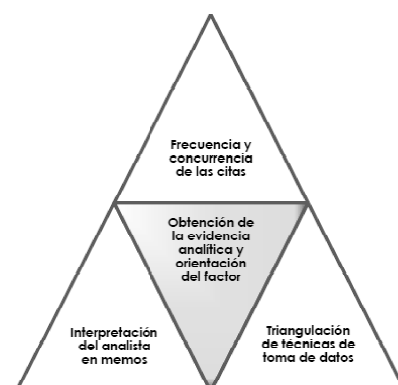 Frecuencia y
concurrencia
de las citas
Obtención de
la evidencia
analítica y
orientación
del factor
Interpretación
del analista
en memos
Triangulación
de técnicas de
toma de datos